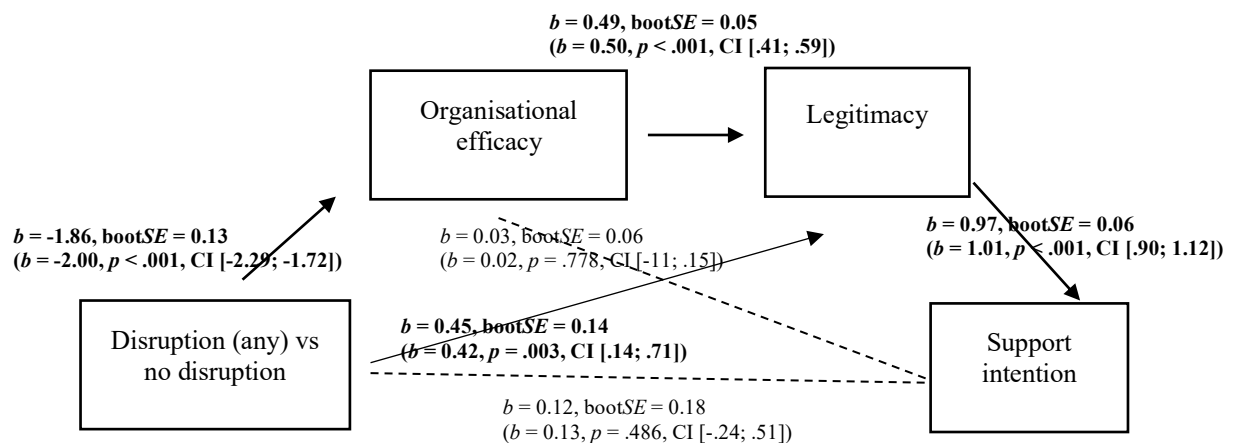 b = 0.49, bootSE = 0.05
(b = 0.50, p < .001, CI [.41; .59])
Organisational
efficacy
Legitimacy
b = -1.86, bootSE = 0.13
(b = -2.00, p < .001, CI [-2.29; -1.72])
b = 0.03, bootSE = 0.06
(b = 0.02, p = .778, CI [-11; .15])
b = 0.97, bootSE = 0.06
(b = 1.01, p < .001, CI [.90; 1.12])
Disruption (any) vs
no disruption
b = 0.45, bootSE = 0.14
(b = 0.42, p = .003, CI [.14; .71])
Support
intention
b = 0.12, bootSE = 0.18
(b = 0.13, p = .486, CI [-.24; .51])